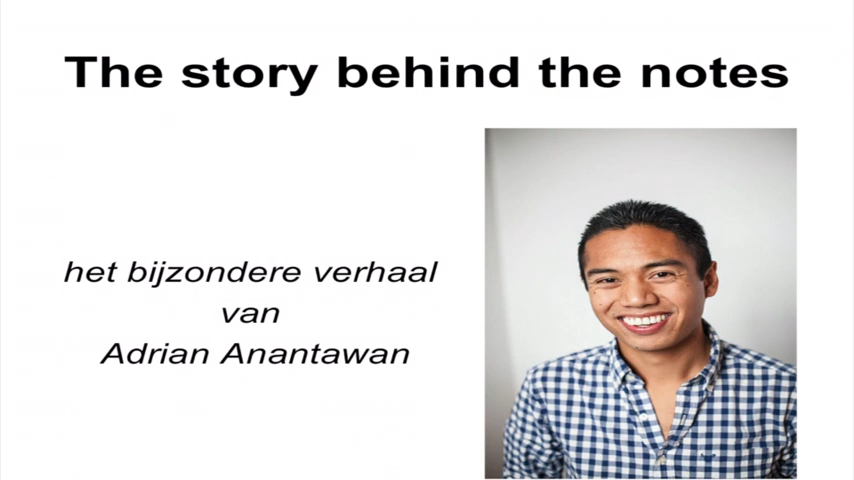 The story behind the notes
het bijzondere verhaal
van
Adrian Anantawan